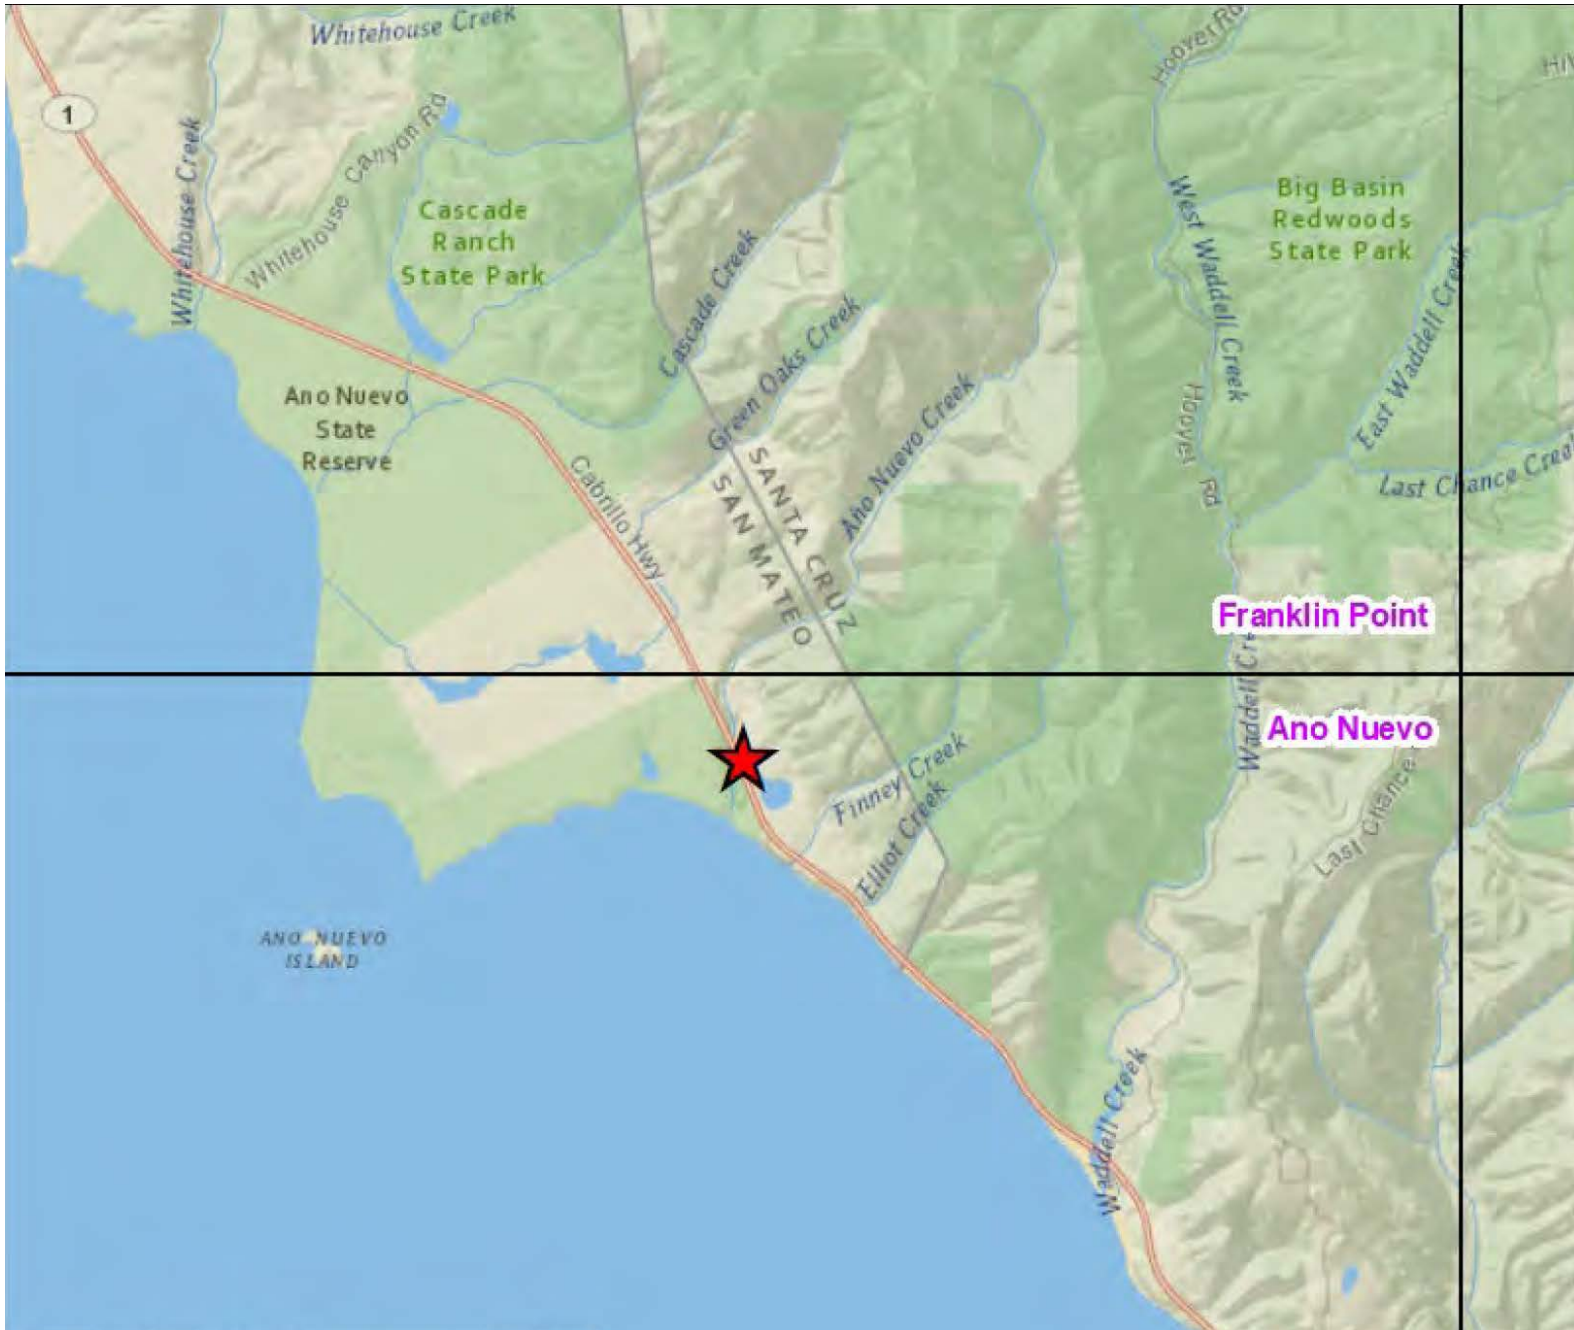 Whitehouse Creek
Hoover Rd
1
Whitehouse Creek
Whitehouse Canyon Rd
Cascade
Ranch
State Park
Big Basin
Redwoods
State Park
West Waddell Creek
East Waddell Creek
Cascade Creek
Green Oaks Creek
Año Nuevo Creek
Ano Nuevo
State
Reserve
Hoover Rd
Last Chance Creek
Cabrillo Hwy
SANTA CRUZ
SAN MATEO
Franklin Point
Waddell Cre
Ano Nuevo
Finney Creek
Elliot Creek
Last Chance
ANO NUEVO
ISLAND
Waddell Creek